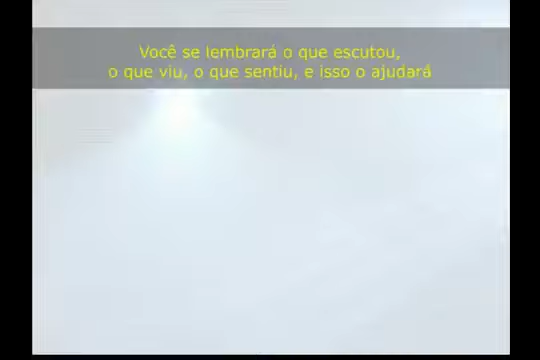 Você se lembrará o que escutou,
o que viu, o que sentiu, e isso o ajudará